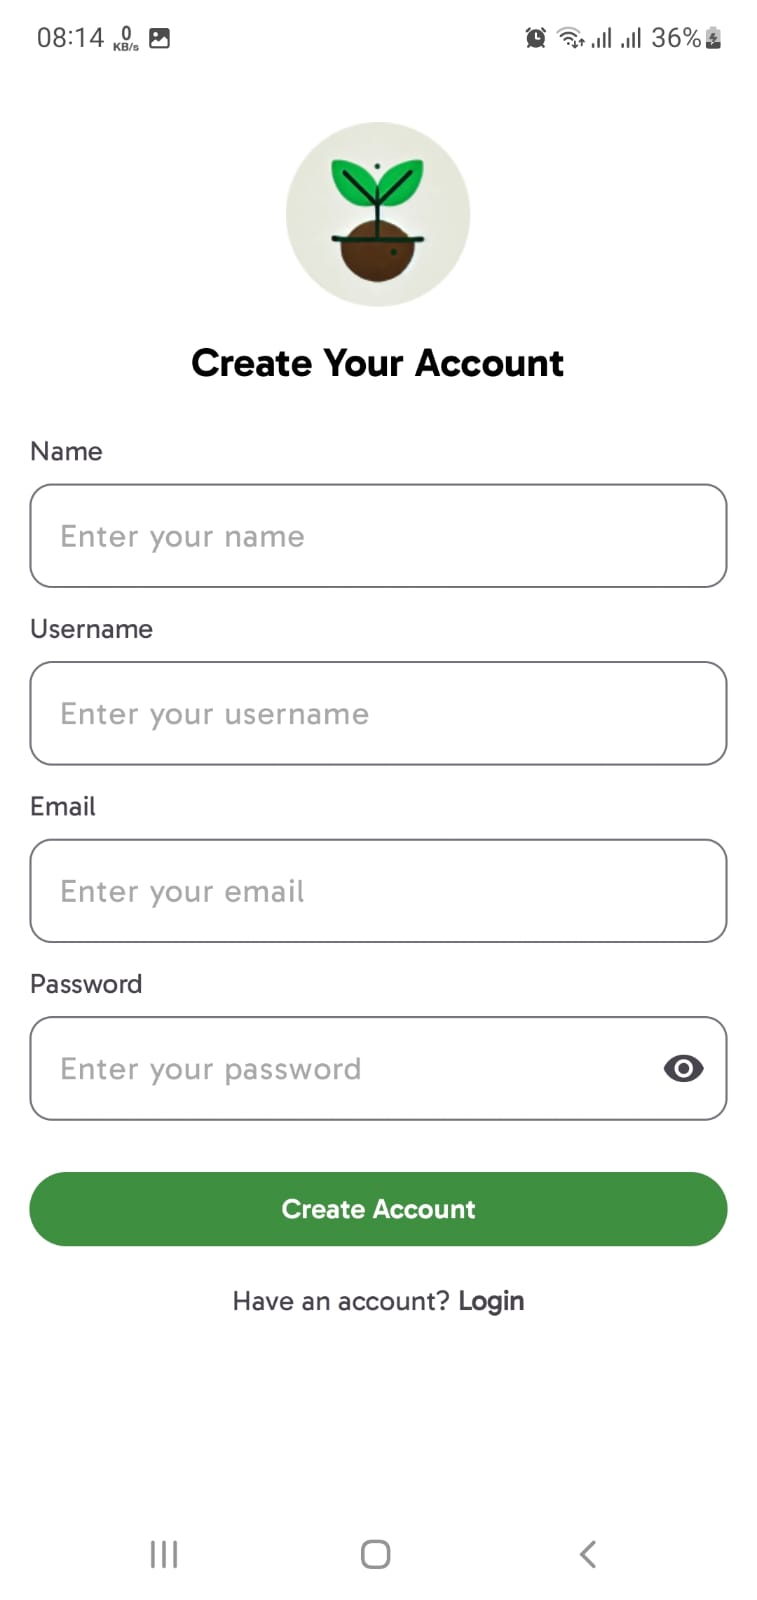 08:14 0 KB/s 36%
Create Your Account
Name
Enter your name
Username
Enter your username
Email
Enter your email
Password
Enter your password
Create Account
Have an account? Login